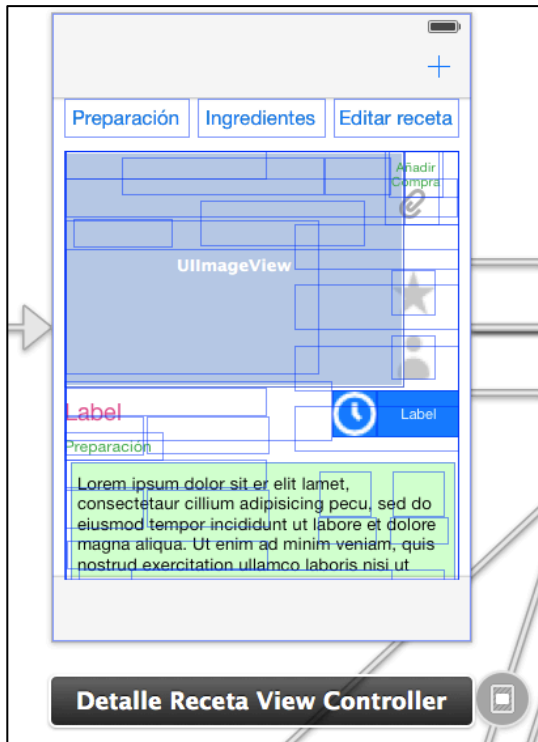 Preparación Ingredientes Editar receta
Añadir
Compra
UIImageView
Label
Label
Preparación
Lorem ipsum dolor sit er elit lamet,
consectetaur cillium adipisicing pecu, sed do
eiusmod tempor incididunt ut labore et dolore
magna aliqua. Ut enim ad minim veniam, quis
nostrud exercitation ullamco laboris nisi ut
Detalle Receta View Controller